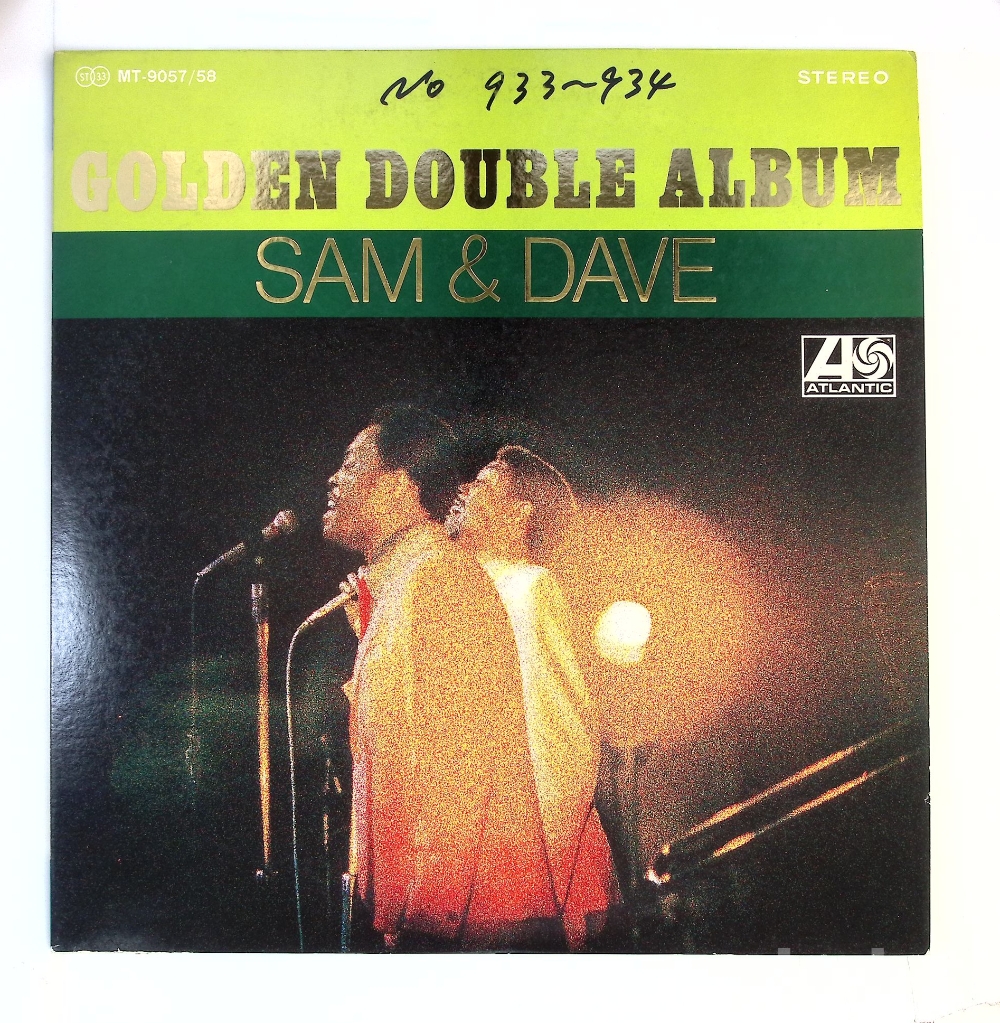 ST 33 MT-9057/58
No 933~934
STEREO
GOLDEN DOUBLE ALBUM
SAM & DAVE
ATLANTIC